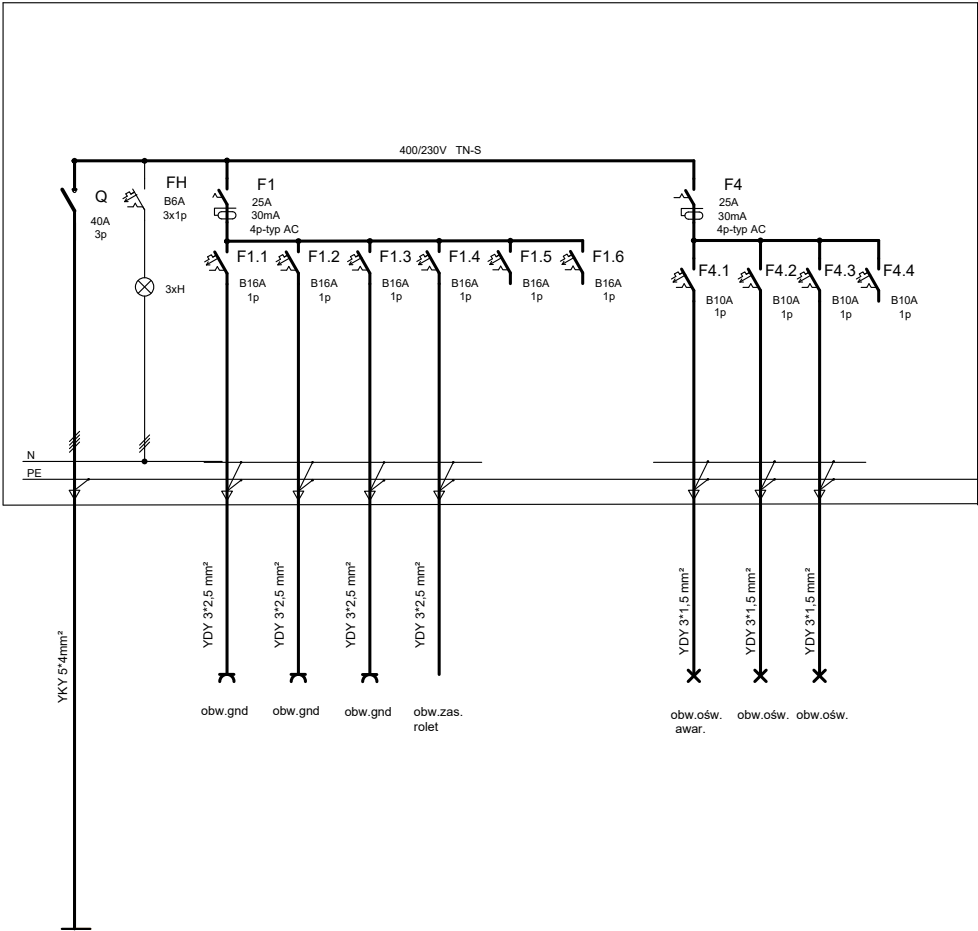 400/230V TN-S
Q
40A
3p
FH
B6A
3x1p
3xH
F1
25A
30mA
4p-typ AC
F4
25A
30mA
4p-typ AC
F1.1
B16A
1p
F1.2
B16A
1p
F1.3
B16A
1p
F1.4
B16A
1p
F1.5
B16A
1p
F1.6
B16A
1p
F4.1
B10A
1p
F4.2
B10A
1p
F4.3
B10A
1p
F4.4
B10A
1p
N
PE
YKY 5*4mm²
YDY 3*2,5 mm²
YDY 3*2,5 mm²
YDY 3*2,5 mm²
YDY 3*2,5 mm²
YDY 3*1,5 mm²
YDY 3*1,5 mm²
YDY 3*1,5 mm²
obw.gnd
obw.gnd
obw.gnd
obw.zas.
rolet
obw.ośw.
awar.
obw.ośw.
obw.ośw.